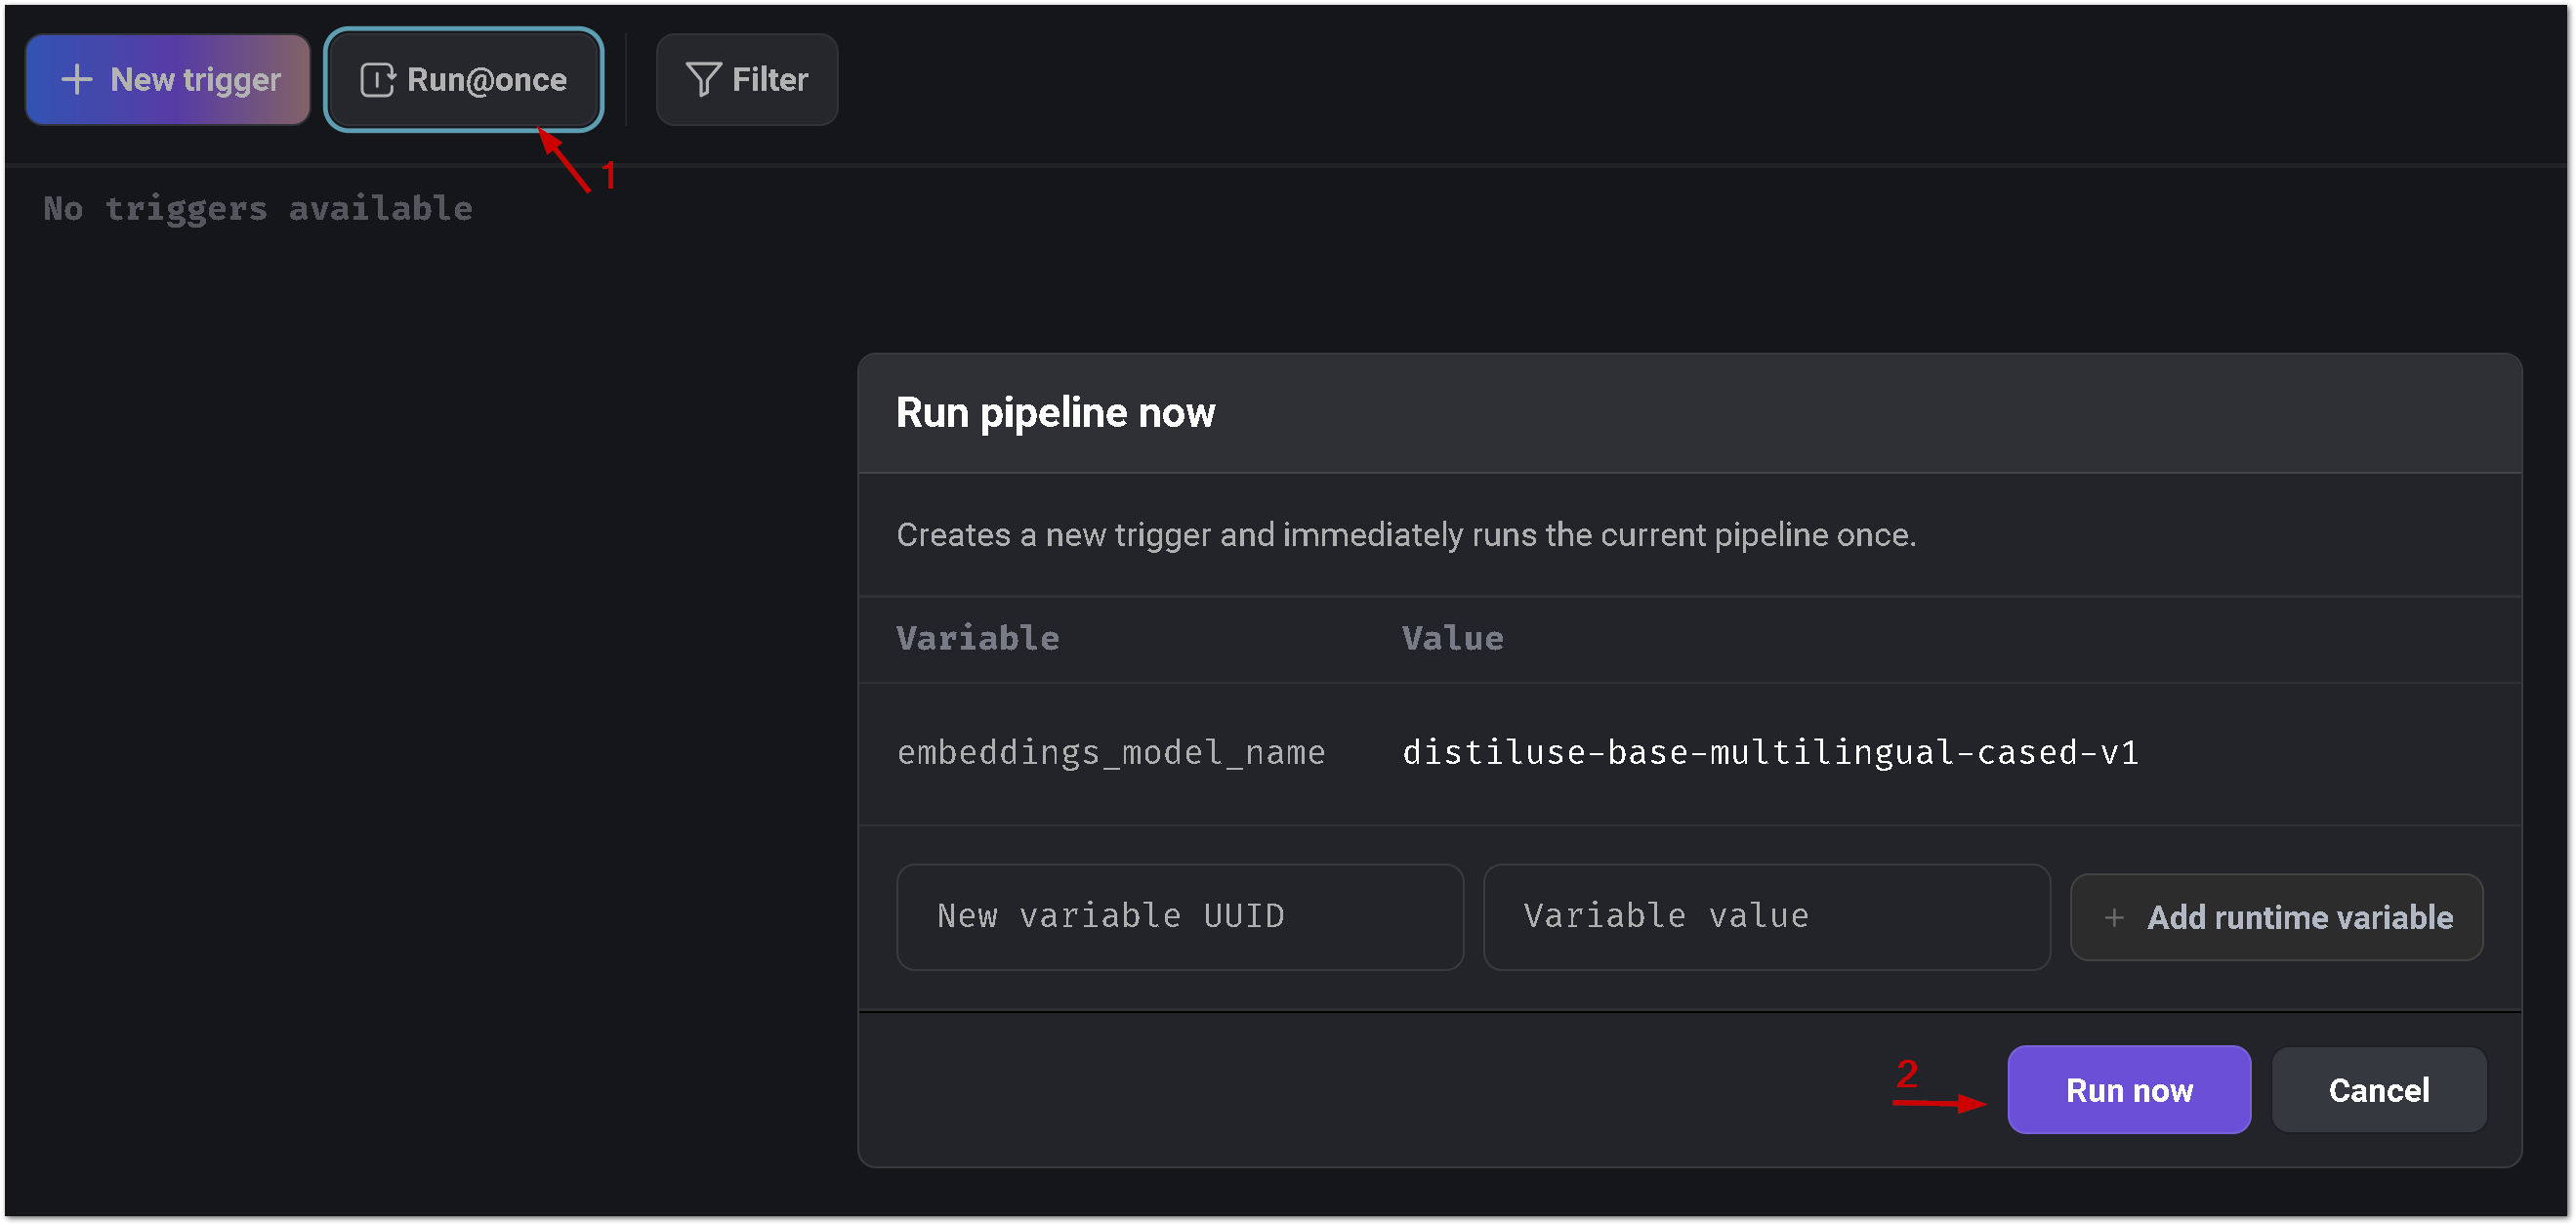 New trigger
Run@once
Filter
1
No triggers available
Run pipeline now
Creates a new trigger and immediately runs the current pipeline once.
Variable Value
embeddings_model_name distiluse-base-multilingual-cased-v1
New variable UUID Variable value + Add runtime variable
2
Run now Cancel